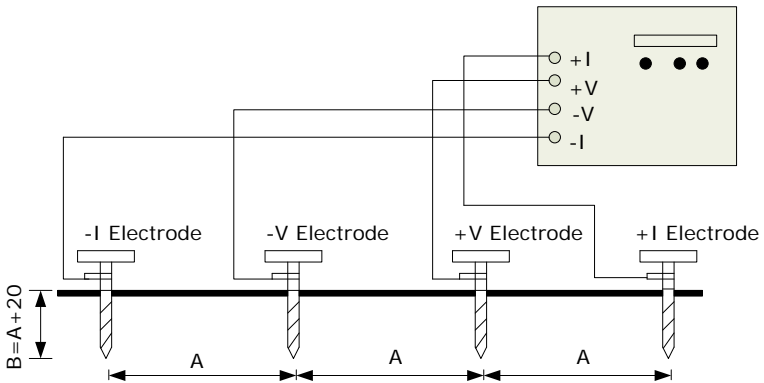 +I
+V
-V
-I
-I Electrode
-V Electrode
+V Electrode
+I Electrode
B=A+20
A
A
A